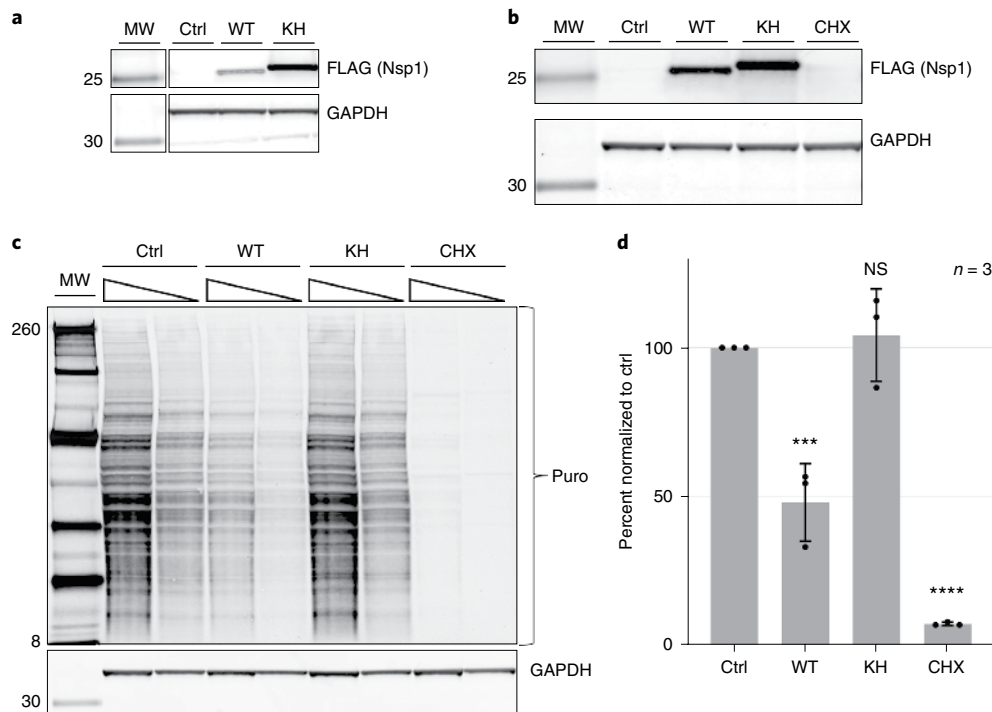 a
MW Ctrl WT KH
25
FLAG (Nsp1)
GAPDH
30
b
MW Ctrl WT KH CHX
25
FLAG (Nsp1)
GAPDH
30
c
Ctrl WT KH CHX
MW
260
Puro
8
GAPDH
30
d
NS
n = 3
100
***
50
****
0
Percent normalized to ctrl
Ctrl WT KH CHX